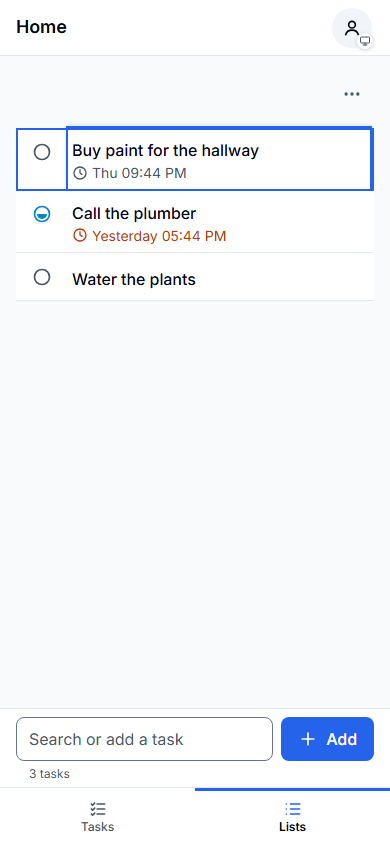 Home
Buy paint for the hallway
Thu 09:44 PM
Call the plumber
Yesterday 05:44 PM
Water the plants
Search or add a task
Add
3 tasks
Tasks
Lists